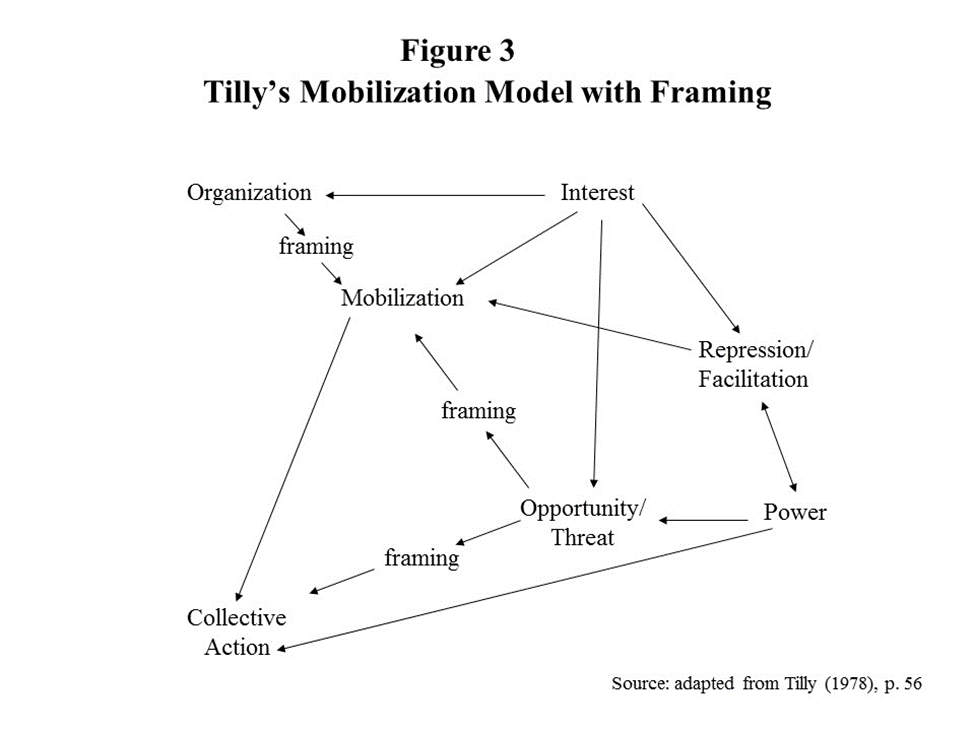 Figure 3
Tilly’s Mobilization Model with Framing
Organization
Interest
framing
Mobilization
Repression/
Facilitation
framing
Opportunity/
Threat
Power
framing
Collective
Action
Source: adapted from Tilly (1978), p. 56